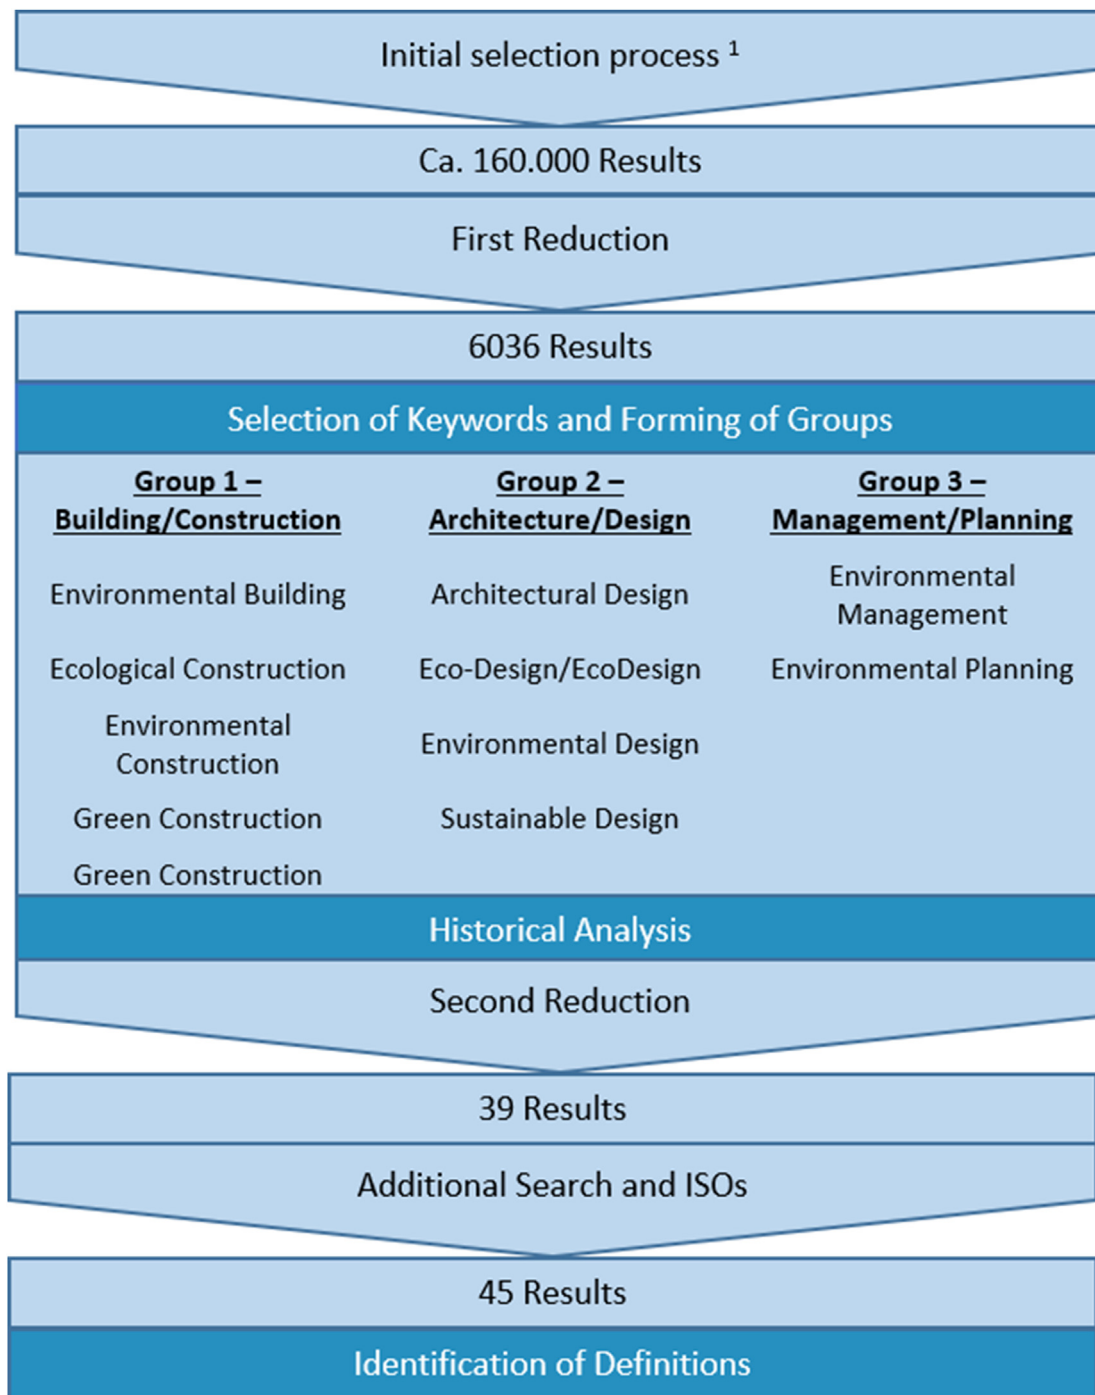 Initial selection process ¹
Ca. 160.000 Results
First Reduction
6036 Results
Selection of Keywords and Forming of Groups
Group 1 –
Building/Construction
Environmental Building
Ecological Construction
Environmental
Construction
Green Construction
Green Construction
Group 2 –
Architecture/Design
Architectural Design
Eco-Design/EcoDesign
Environmental Design
Sustainable Design
Group 3 –
Management/Planning
Environmental
Management
Environmental Planning
Historical Analysis
Second Reduction
39 Results
Additional Search and ISOs
45 Results
Identification of Definitions